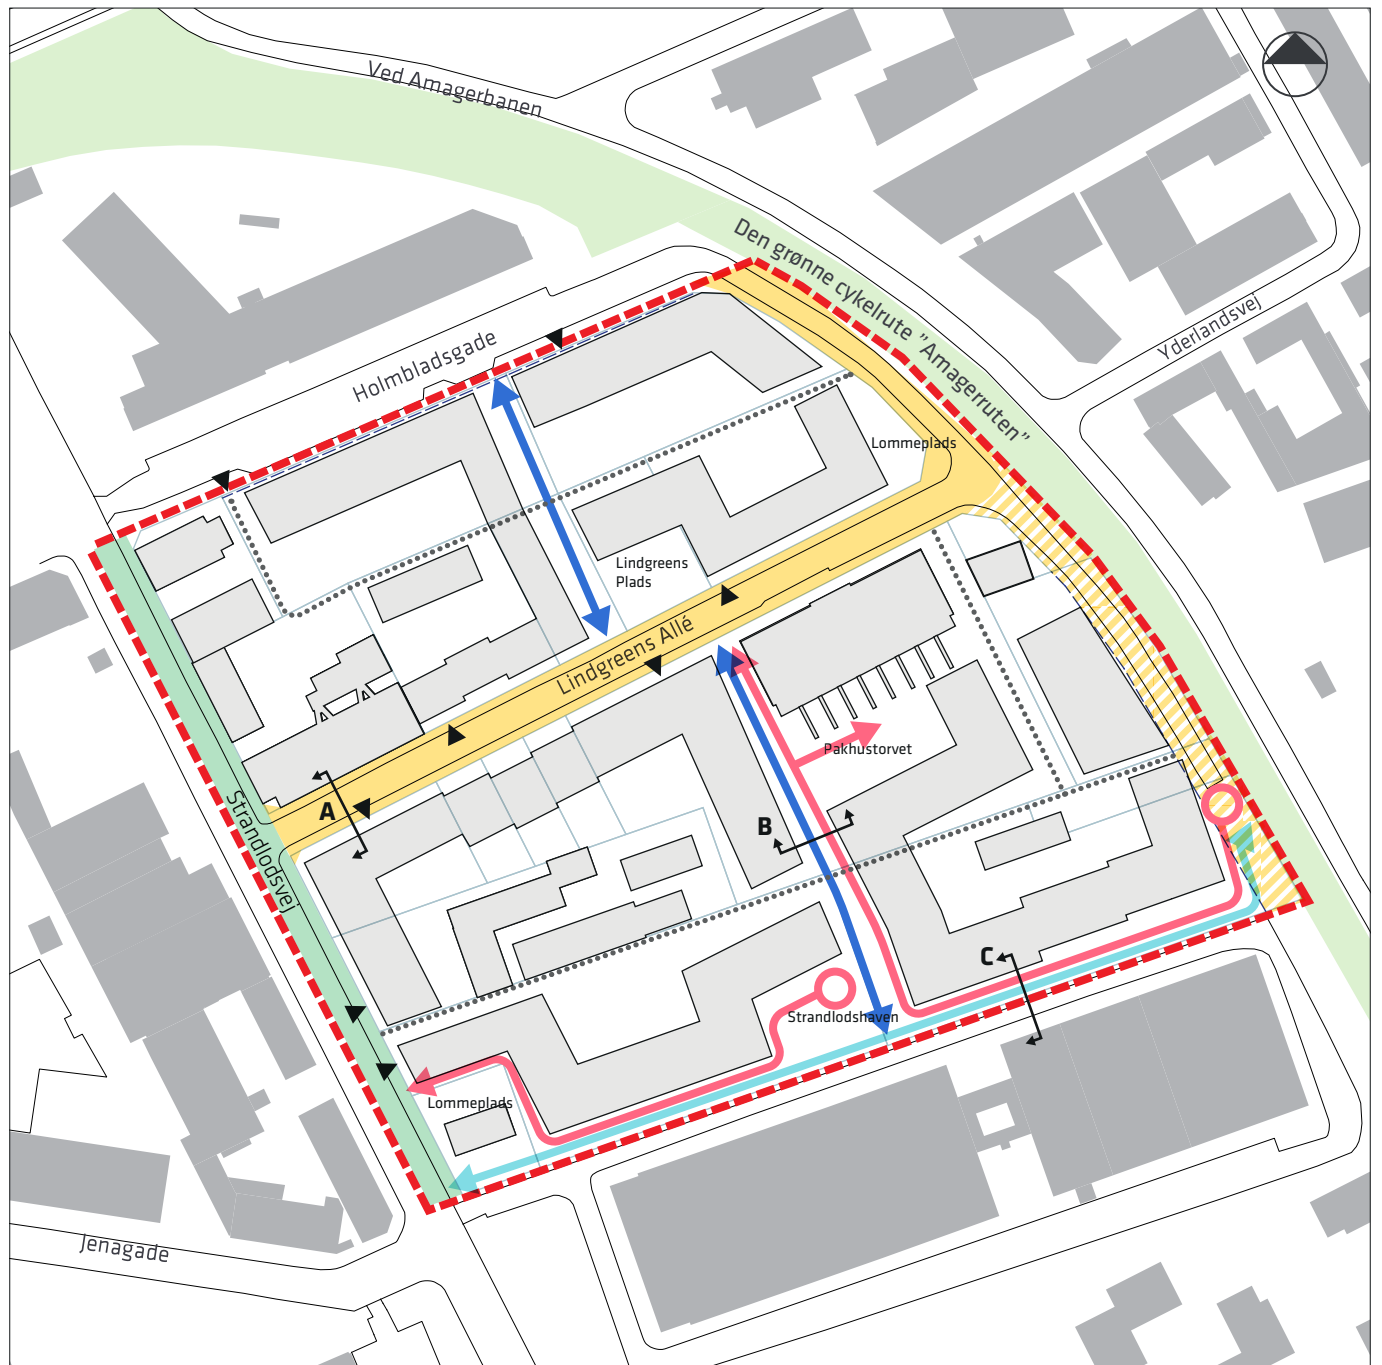 Ved Amagerbanen
Den grønne cykelrute "Amagerruten"
Yderlandsvej
Holmbladsgade
Lommeplads
Lindgreens
Plads
Lindgreens Allé
Pakhustorvet
A
Strandlodsvej
B
C
Strandlodshaven
Lommeplads
Jenagade